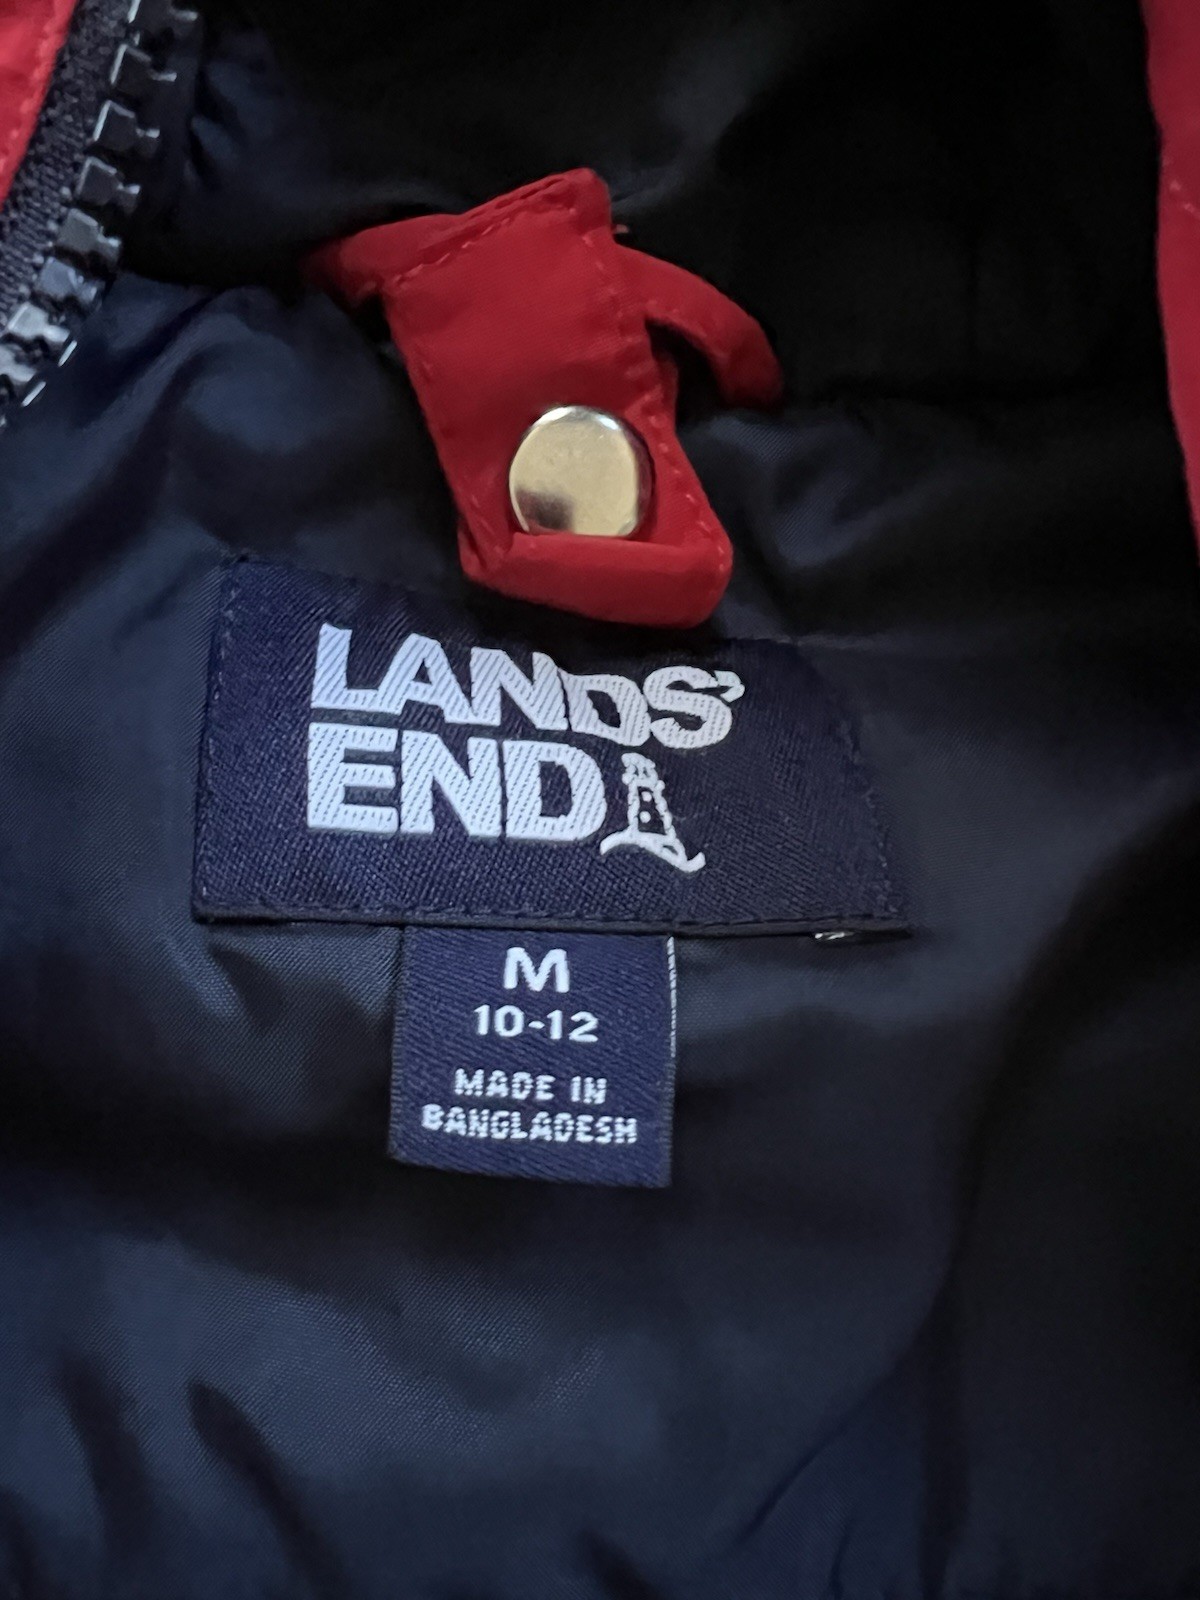 LANDS'
END
M
10-12
MADE IN
BANGLADESH